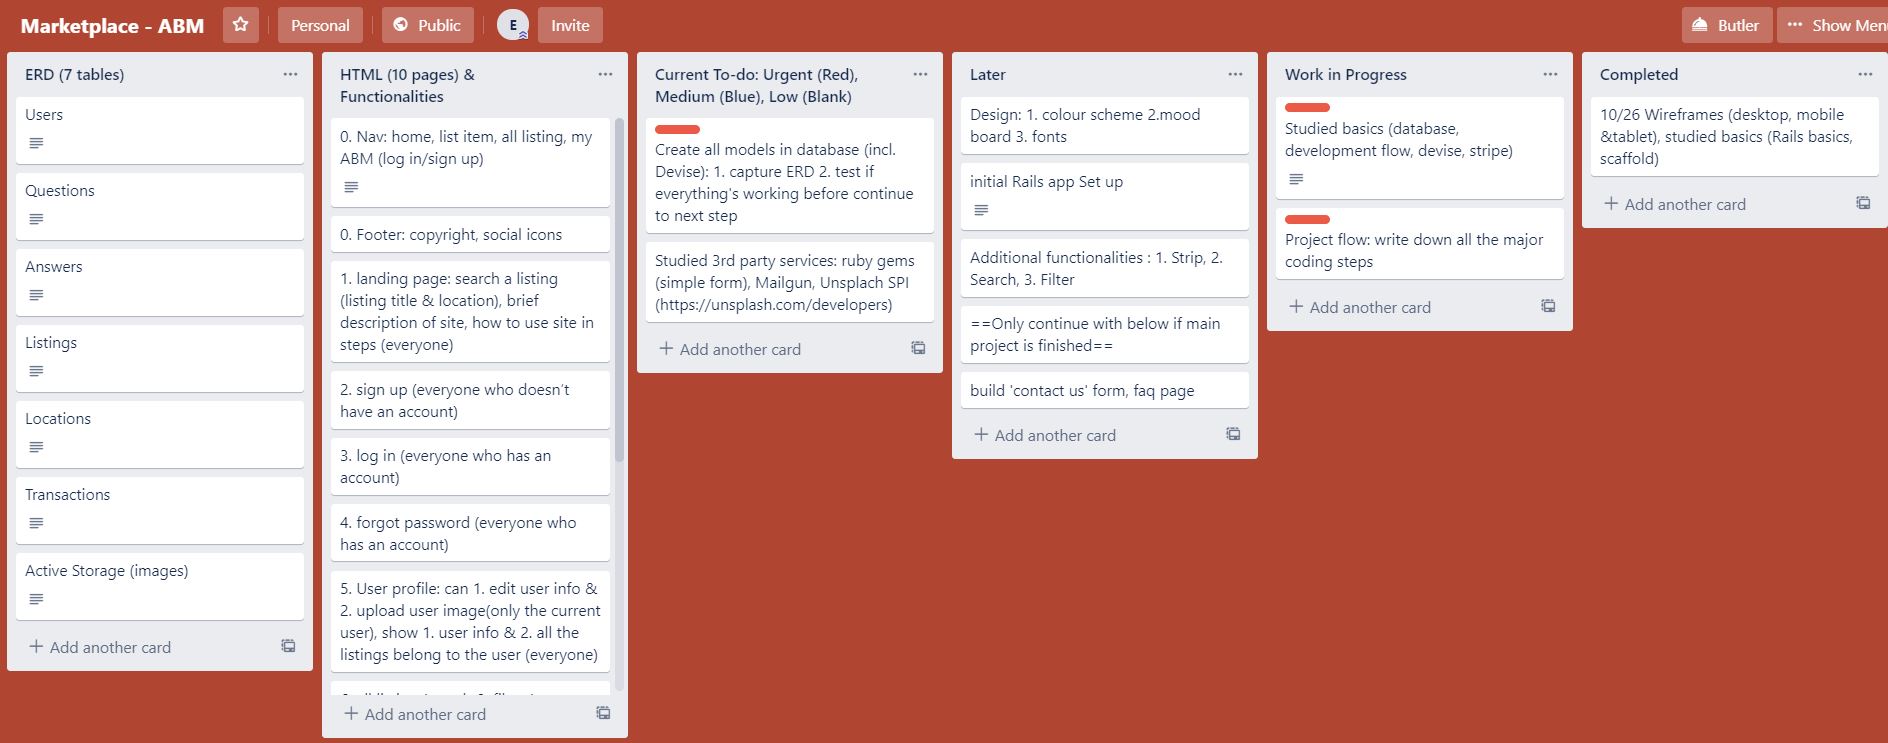 Marketplace - ABM
Personal
Public
E
Invite
Butler
Show Menu
ERD (7 tables)
Users
Questions
Answers
Listings
Locations
Transactions
Active Storage (images)
Add another card
HTML (10 pages) &
Functionalities
0. Nav: home, list item, all listing, my
ABM (log in/sign up)
0. Footer: copyright, social icons
1. landing page: search a listing
(listing title & location), brief
description of site, how to use site in
steps (everyone)
2. sign up (everyone who doesn't
have an account)
3. log in (everyone who has an
account)
4. forgot password (everyone who
has an account)
5. User profile: can 1. edit user info &
2. upload user image(only the current
user), show 1. user info & 2. all the
listings belong to the user (everyone)
Add another card
Current To-do: Urgent (Red),
Medium (Blue), Low (Blank)
Create all models in database (incl.
Devise): 1. capture ERD 2. test if
everything's working before continue
to next step
Studied 3rd party services: ruby gems
(simple form), Mailgun, Unsplach SPI
(https://unsplash.com/developers)
Add another card
Later
Design: 1. colour scheme 2.mood
board 3. fonts
initial Rails app Set up
Additional functionalities : 1. Strip, 2.
Search, 3. Filter
==Only continue with below if main
project is finished==
build 'contact us' form, faq page
Add another card
Work in Progress
Studied basics (database,
development flow, devise, stripe)
Project flow: write down all the major
coding steps
Add another card
Completed
10/26 Wireframes (desktop, mobile
&tablet), studied basics (Rails basics,
scaffold)
Add another card